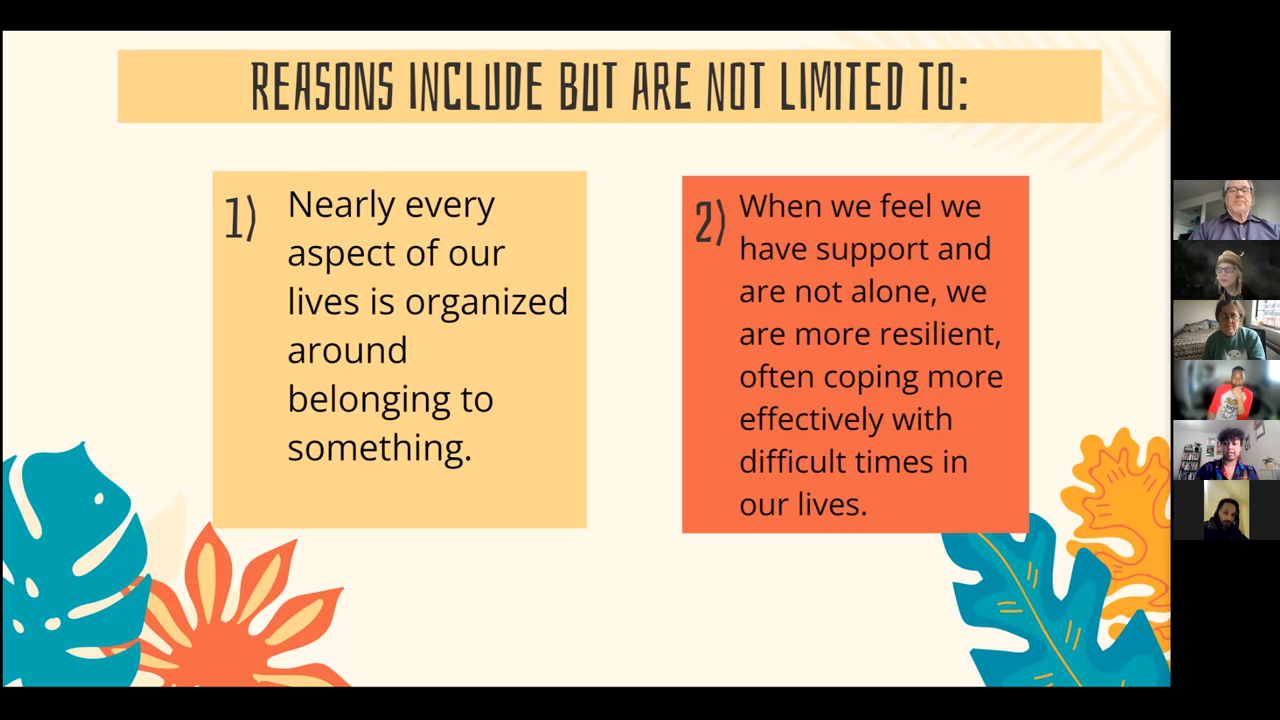 REASONS INCLUDE BUT ARE NOT LIMITED TO:
1)
Nearly every
aspect of our
lives is organized
around
belonging to
something.
2)
When we feel we
have support and
are not alone, we
are more resilient,
often coping more
effectively with
difficult times in
our lives.